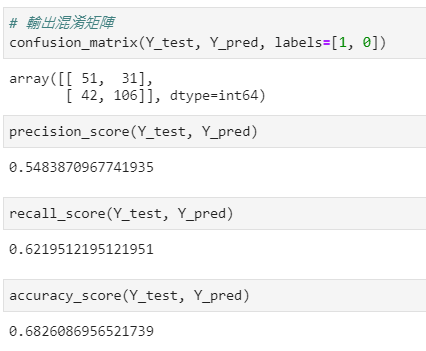 # 輸出混淆矩陣
confusion_matrix(Y_test, Y_pred, labels=[1, 0])
array([[ 51,  31],
       [ 42, 106]], dtype=int64)
precision_score(Y_test, Y_pred)
0.5483870967741935
recall_score(Y_test, Y_pred)
0.6219512195121951
accuracy_score(Y_test, Y_pred)
0.6826086956521739